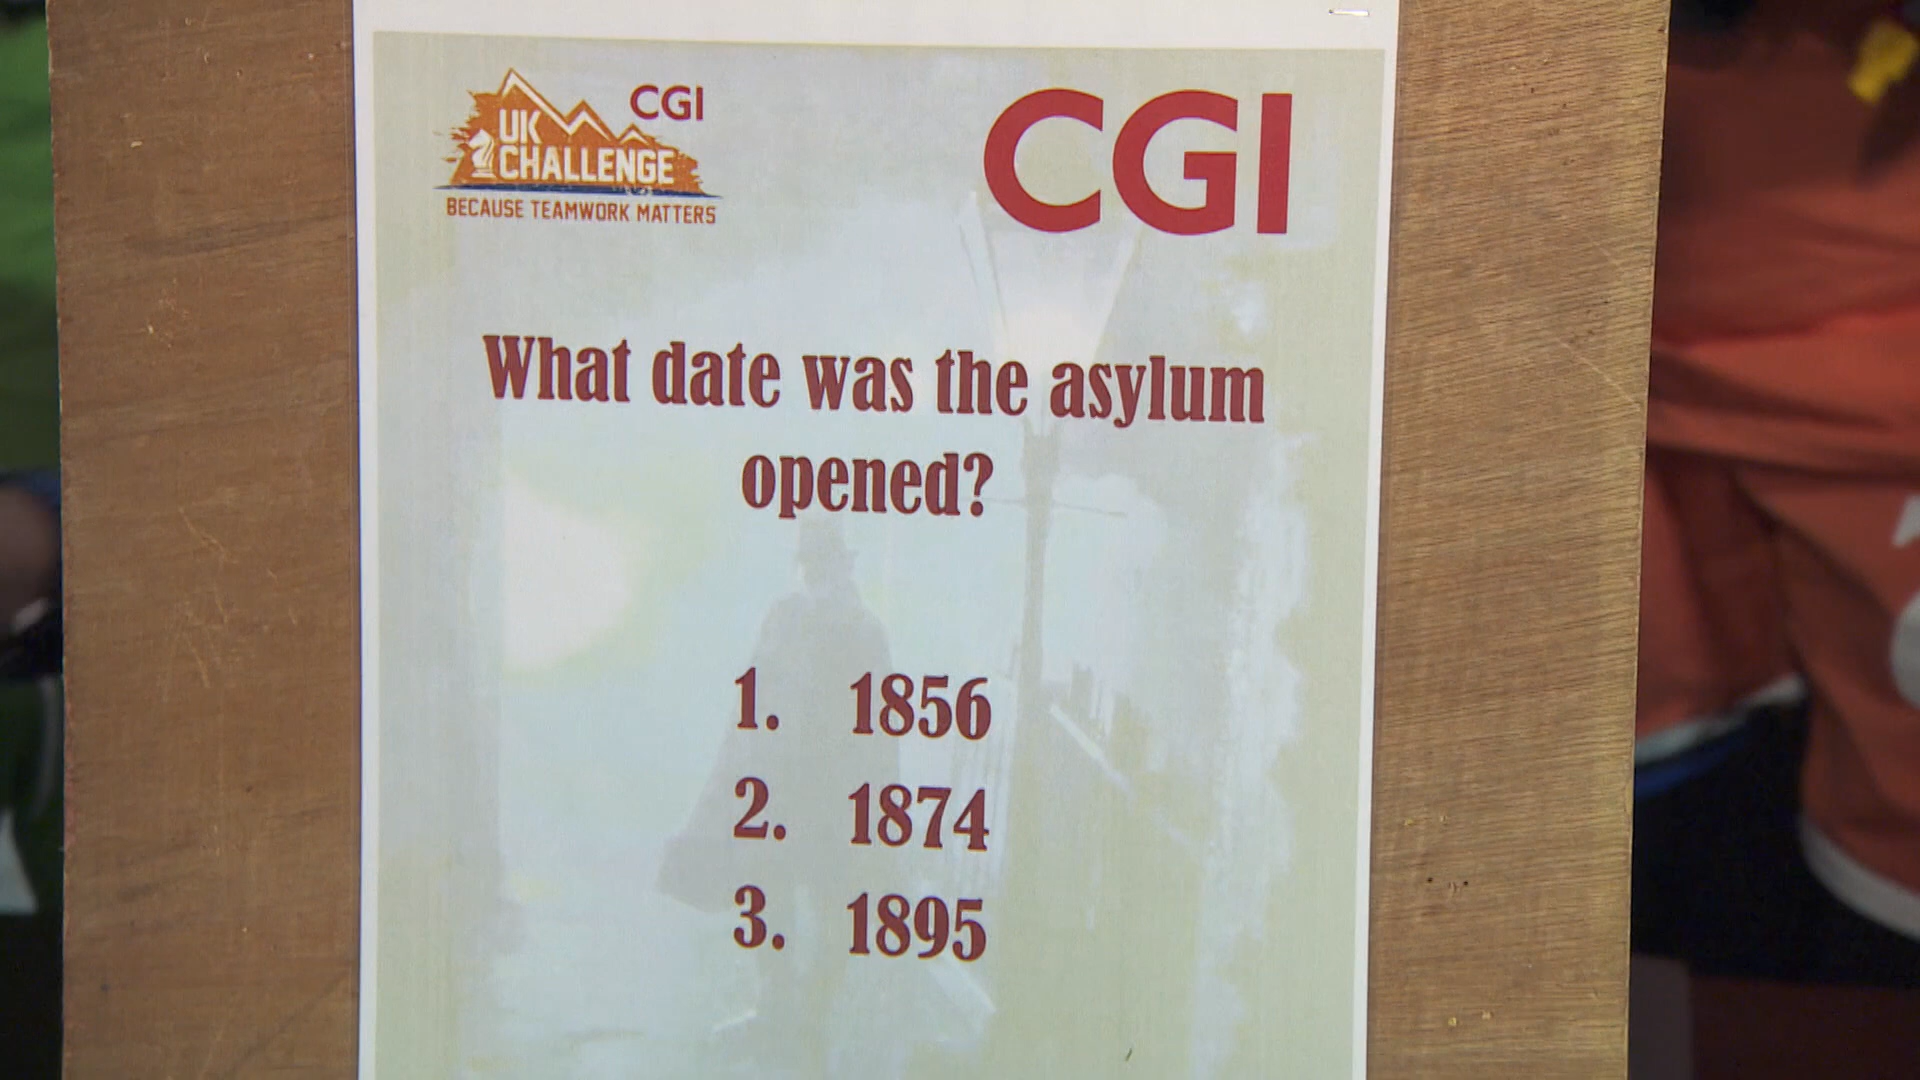 UK
CHALLENGE
CGI
BECAUSE TEAMWORK MATTERS
CGI
What date was the asylum
opened?
1. 1856
2. 1874
3. 1895